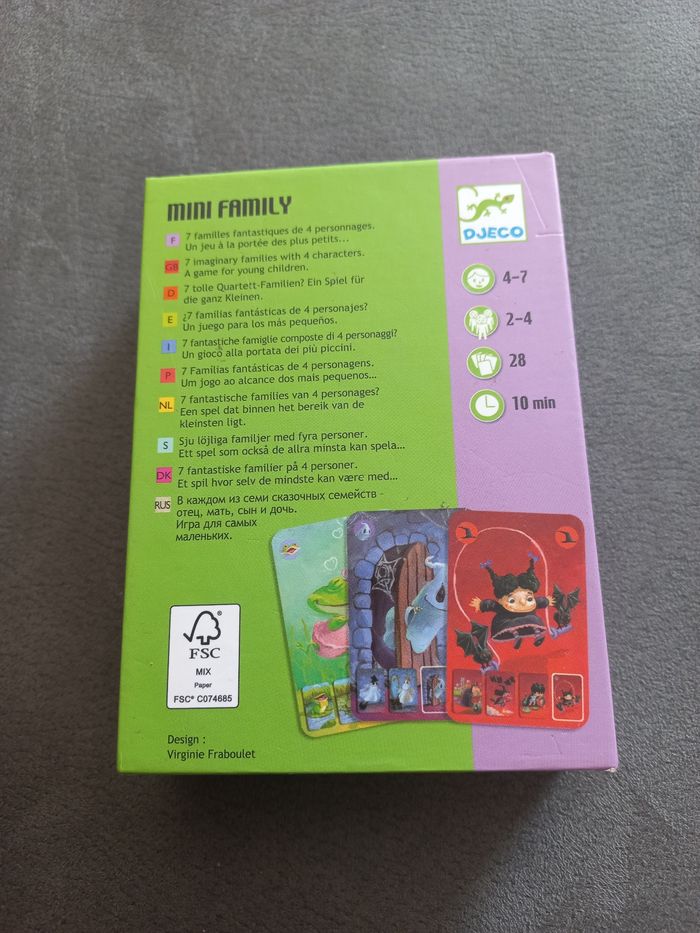 MINI FAMILY
F 7 familles fantastiques de 4 personnages.
Un jeu à la portée des plus petits...
GB 7 imaginary families with 4 characters.
A game for young children.
D 7 tolle Quartett-Familien? Ein Spiel für
die ganz Kleinen.
E ¿7 familias fantásticas de 4 personajes?
Un juego para los más pequeños.
I 7 fantastiche famiglie composte di 4 personaggi?
Un gioco alla portata dei più piccini.
P 7 Familias fantásticas de 4 personagens.
Um jogo ao alcance dos mais pequenos...
NL 7 fantastische families van 4 personages?
Een spel dat binnen het bereik van de
kleinsten ligt.
S Sju löjliga familjer med fyra personer.
Ett spel som också de allra minsta kan spela...
DK 7 fantastiske familier på 4 personer.
Et spil hvor selv de mindste kan være med...
RUS В каждом из семи сказочных семейств -
отец, мать, сын и дочь.
Игра для самых
маленьких.
FSC
MIX
Paper
FSC® C074685
Design :
Virginie Fraboulet
DJECO
4-7
2-4
28
10 min